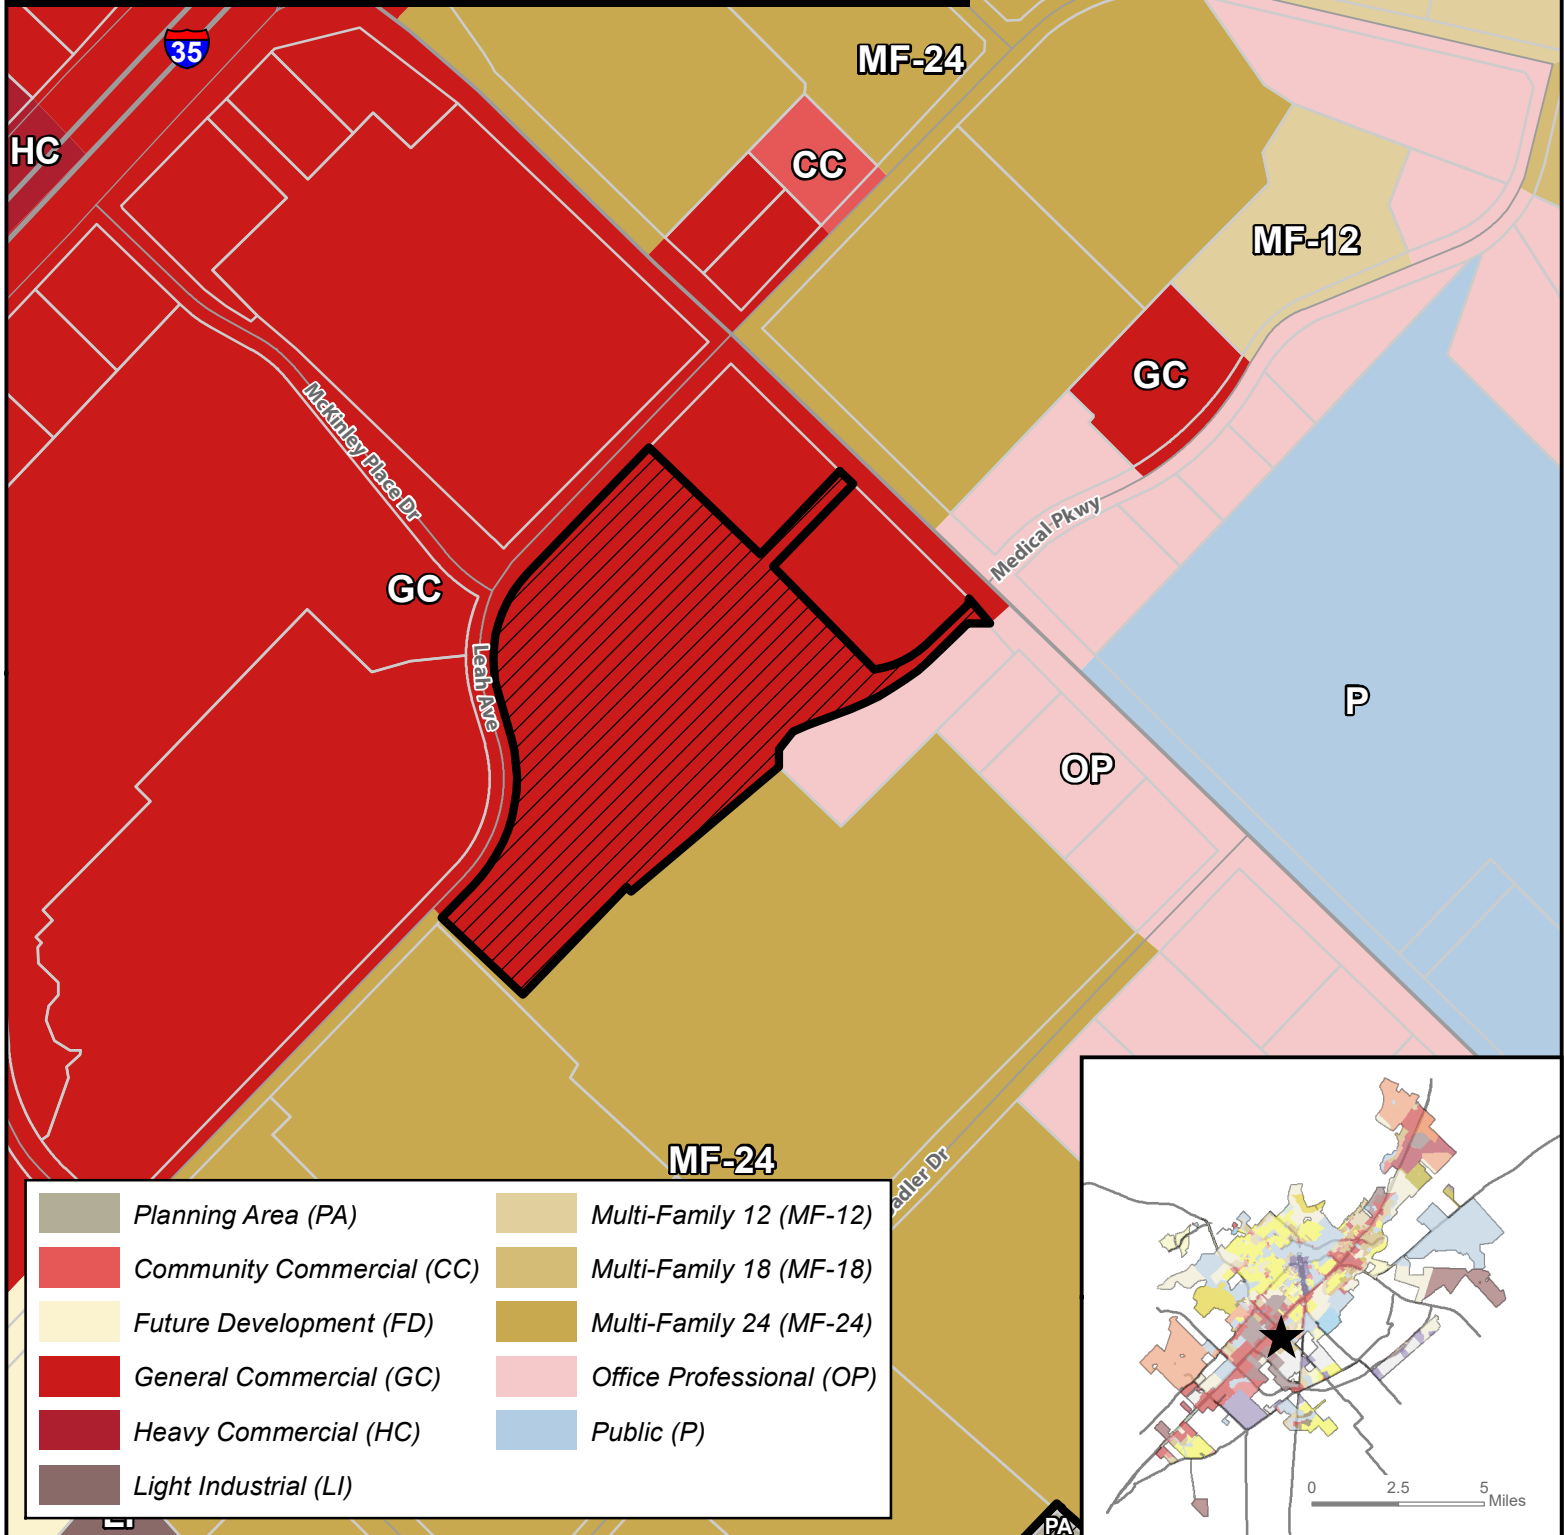 35
MF-24
HC
CC
MF-12
GC
McKinley Place Dr
Medical Pkwy
GC
Leah Ave
P
OP
MF-24
adler Dr
Planning Area (PA)
Community Commercial (CC)
Future Development (FD)
General Commercial (GC)
Heavy Commercial (HC)
Light Industrial (LI)
Multi-Family 12 (MF-12)
Multi-Family 18 (MF-18)
Multi-Family 24 (MF-24)
Office Professional (OP)
Public (P)
LI
PA
0 2.5 5
Miles